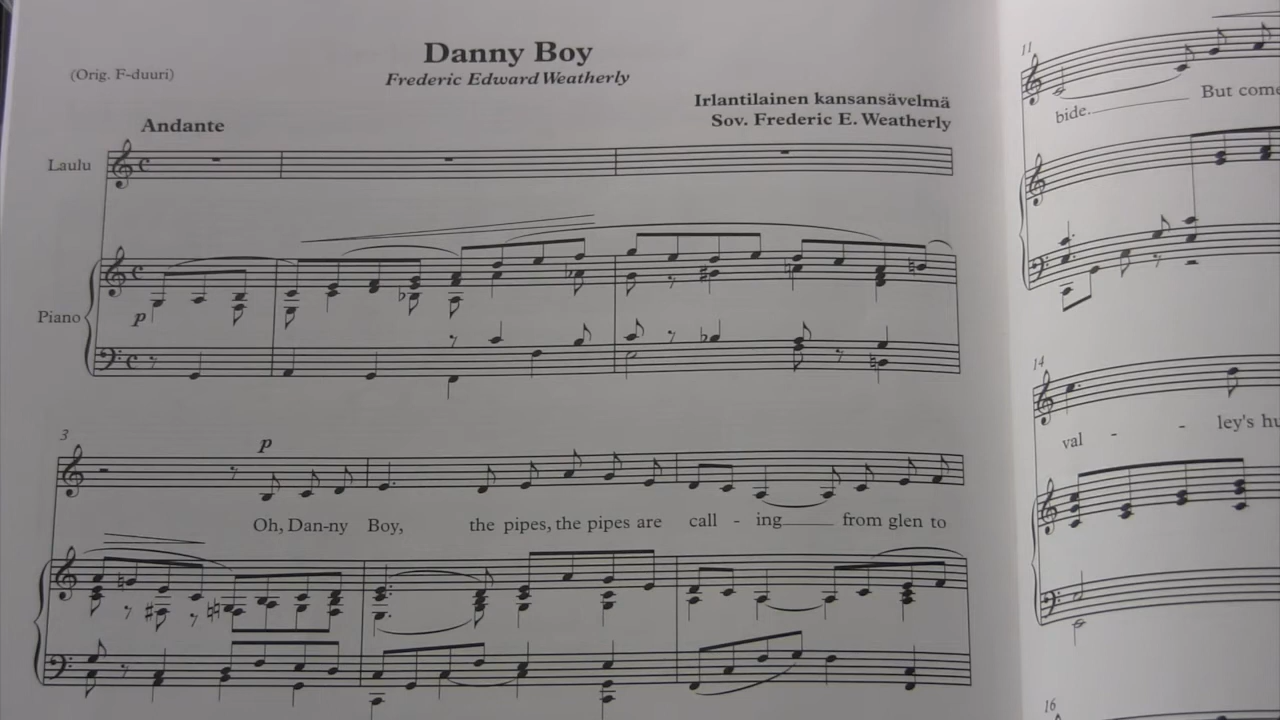 Danny Boy
(Orig. F-duuri)
Frederic Edward Weatherly
Irlantilainen kansansävelmä
Sov. Frederic E. Weatherly
Andante
Laulu
Piano
p
3
p
Oh, Dan-ny Boy, the pipes, the pipes are call - ing from glen to
11
bide. But come
14
val - - ley's hu
16